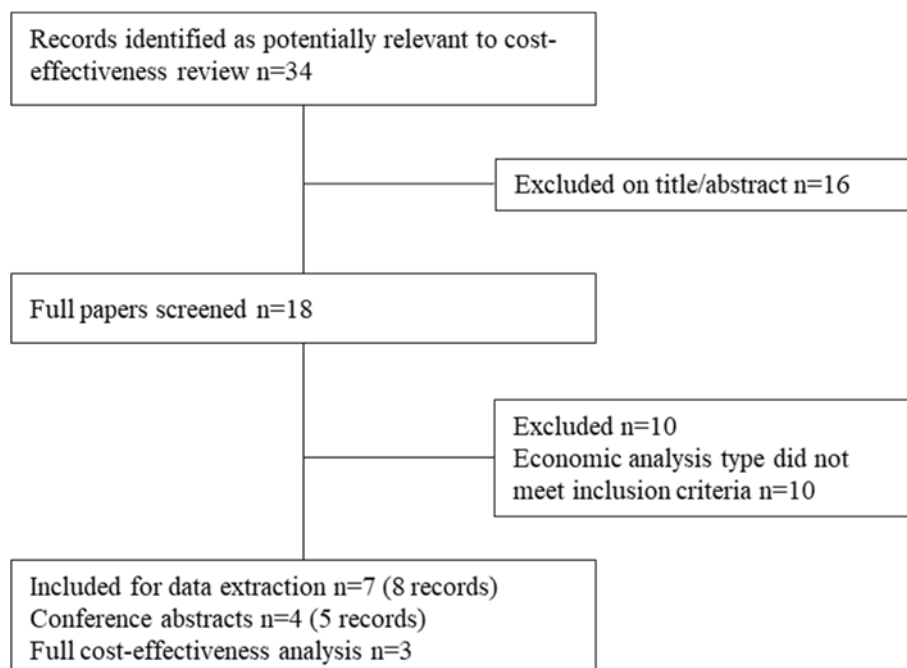 Records identified as potentially relevant to cost-
effectiveness review n=34
Excluded on title/abstract n=16
Full papers screened n=18
Excluded n=10
Economic analysis type did not
meet inclusion criteria n=10
Included for data extraction n=7 (8 records)
Conference abstracts n=4 (5 records)
Full cost-effectiveness analysis n=3